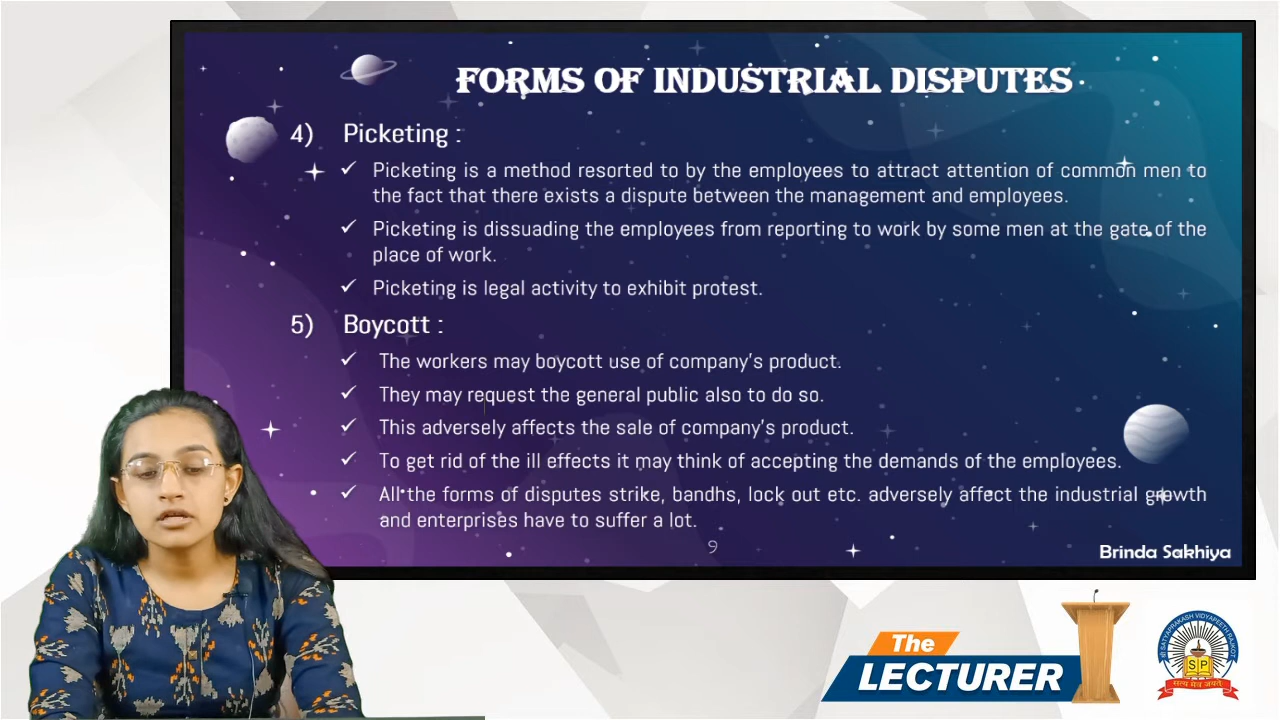 FORMS OF INDUSTRIAL DISPUTES
4) Picketing :
✓ Picketing is a method resorted to by the employees to attract attention of common men to
the fact that there exists a dispute between the management and employees.
✓ Picketing is dissuading the employees from reporting to work by some men at the gate of the
place of work.
✓ Picketing is legal activity to exhibit protest.
5) Boycott :
✓ The workers may boycott use of company's product.
✓ They may request the general public also to do so.
✓ This adversely affects the sale of company's product.
✓ To get rid of the ill effects it may think of accepting the demands of the employees.
✓ All the forms of disputes strike, bandhs, lock out etc. adversely affect the industrial growth
and enterprises have to suffer a lot.
9
Brinda Sakhiya
The
LECTURER
SATYAPRAKASH VIDYAPEETH RAJKOT
S P
सत्यमेव जयते